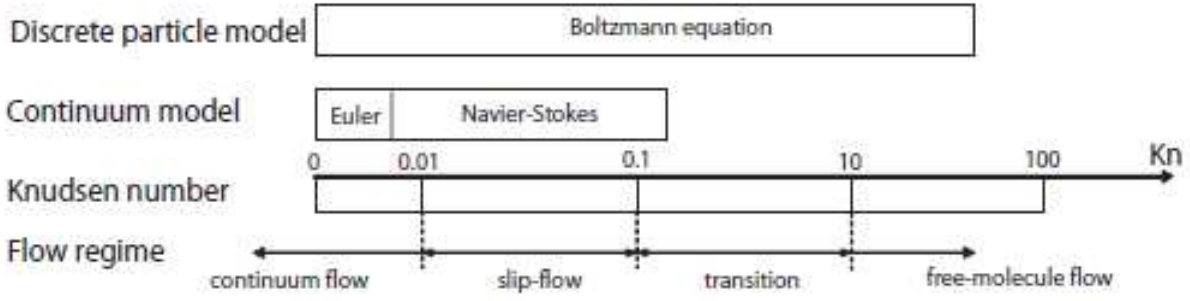 Discrete particle model Boltzmann equation
Continuum model Euler Navier-Stokes
0 0.01 0.1 10 100 Kn
Knudsen number
Flow regime
continuum flow slip-flow transition free-molecule flow